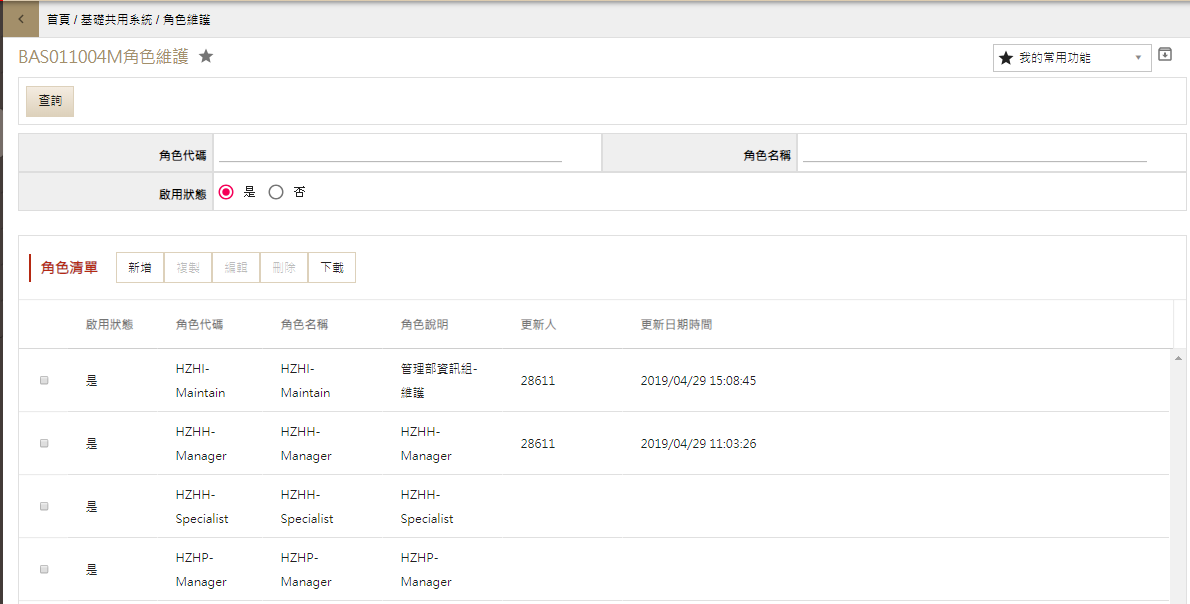 首頁 / 基礎共用系統 / 角色維護
BAS011004M角色維護
我的常用功能
查詢
角色代碼
角色名稱
啟用狀態 是 否
角色清單 新增 複製 編輯 刪除 下載
啟用狀態 角色代碼 角色名稱 角色說明 更新人 更新日期時間
是 HZHI-Maintain HZHI-Maintain 管理部資訊組-維護 28611 2019/04/29 15:08:45
是 HZHH-Manager HZHH-Manager HZHH-Manager 28611 2019/04/29 11:03:26
是 HZHH-Specialist HZHH-Specialist HZHH-Specialist
是 HZHP-Manager HZHP-Manager HZHP-Manager